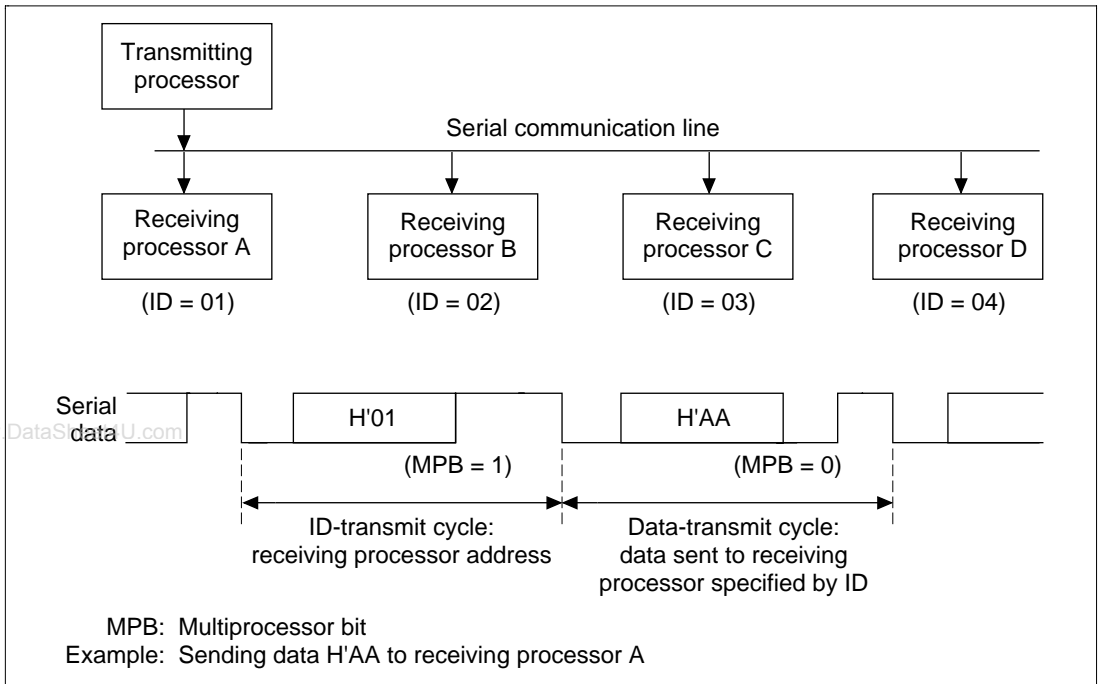 Transmitting
processor
Serial communication line
Receiving
processor A
Receiving
processor B
Receiving
processor C
Receiving
processor D
(ID = 01)
(ID = 02)
(ID = 03)
(ID = 04)
Serial
data
H'01
H'AA
(MPB = 1)
(MPB = 0)
ID-transmit cycle:
receiving processor address
Data-transmit cycle:
data sent to receiving
processor specified by ID
MPB: Multiprocessor bit
Example: Sending data H'AA to receiving processor A